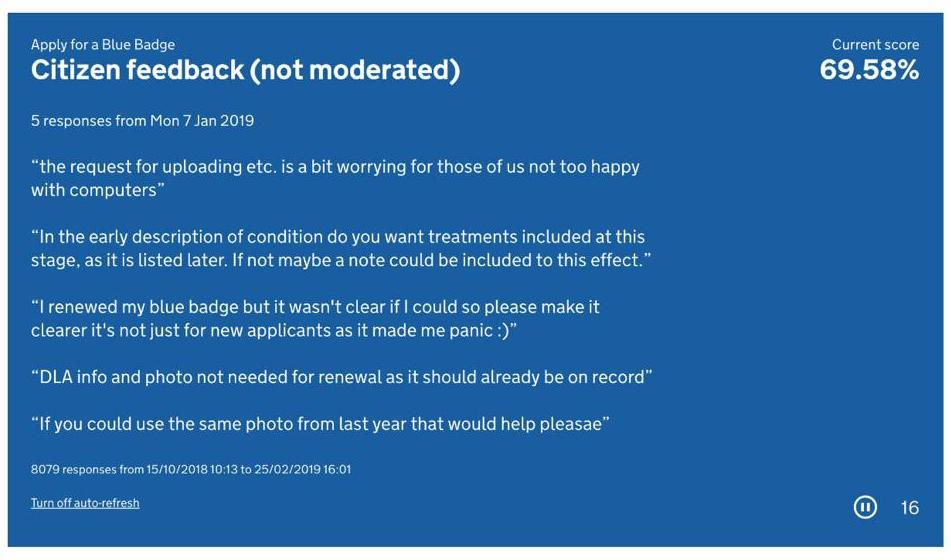 Apply for a Blue Badge
Citizen feedback (not moderated)
Current score
69.58%
5 responses from Mon 7 Jan 2019
“the request for uploading etc. is a bit worrying for those of us not too happy
with computers”
“In the early description of condition do you want treatments included at this
stage, as it is listed later. If not maybe a note could be included to this effect.”
“I renewed my blue badge but it wasn't clear if I could so please make it
clearer it's not just for new applicants as it made me panic :)”
“DLA info and photo not needed for renewal as it should already be on record”
“If you could use the same photo from last year that would help pleasae”
8079 responses from 15/10/2018 10:13 to 25/02/2019 16:01
Turn off auto-refresh
16